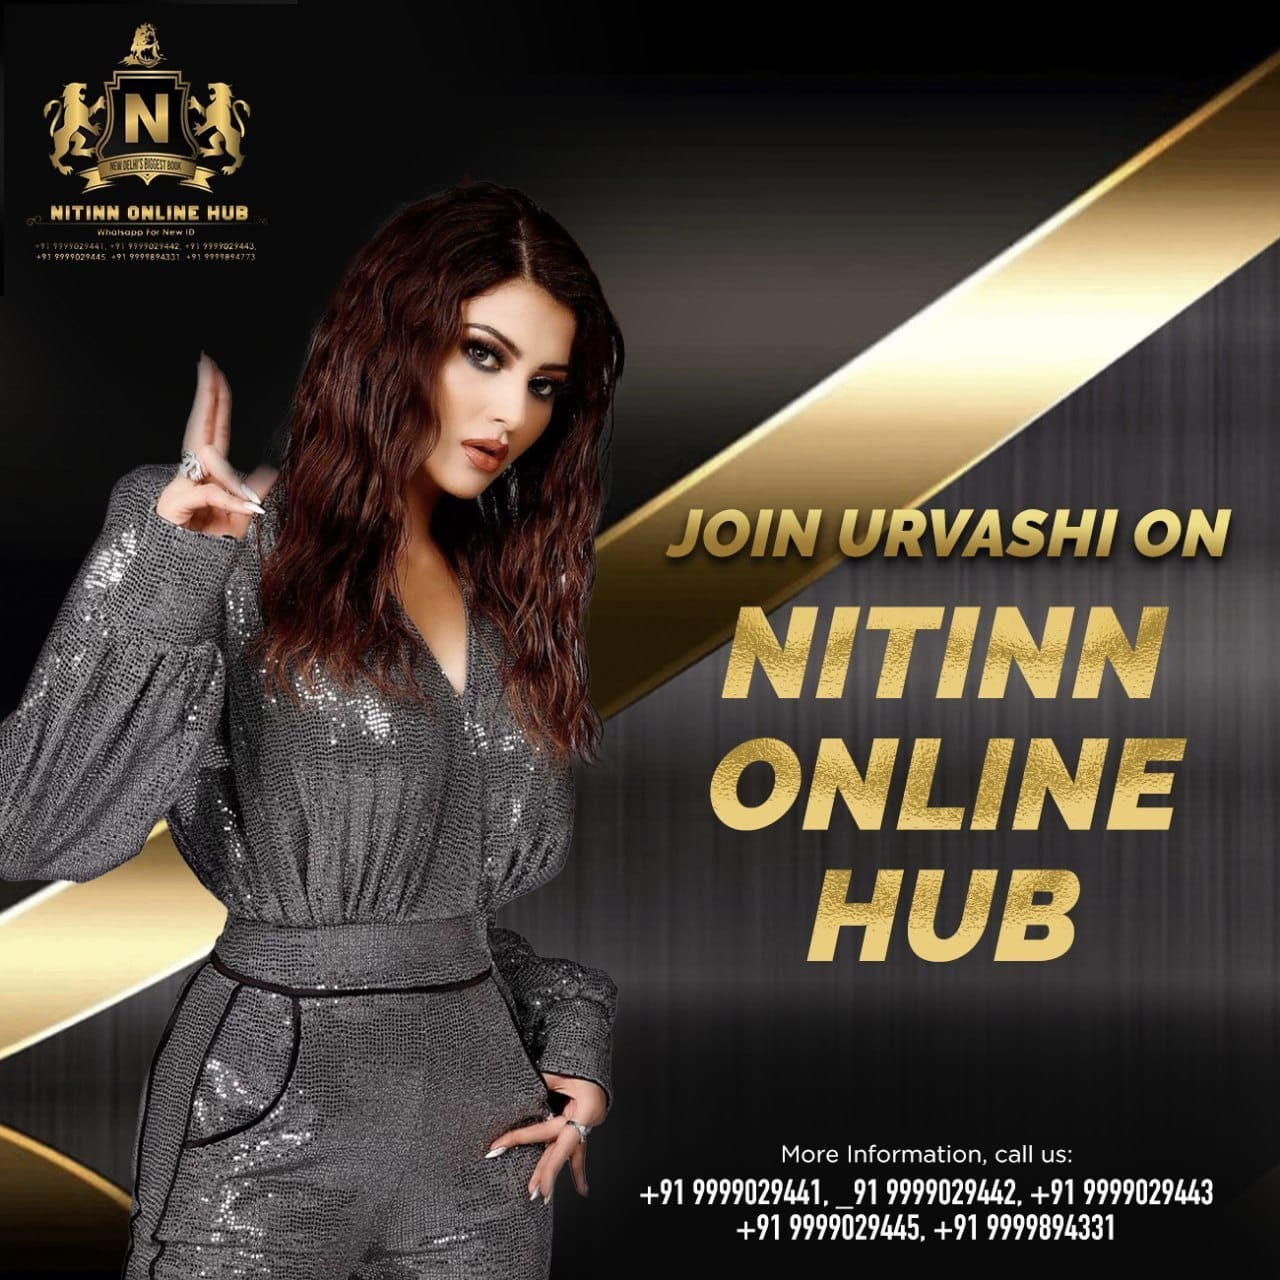 N
NEW DELHI'S BIGGEST BOOK
NITINN ONLINE HUB
Whatsapp For New ID
+91 9999029441, +91 9999029442, +91 9999029443,
+91 9999029445, +91 9999894331, +91 9999894773
JOIN URVASHI ON
NITINN
ONLINE
HUB
More Information, call us:
+91 9999029441, _91 9999029442, +91 9999029443
+91 9999029445, +91 9999894331